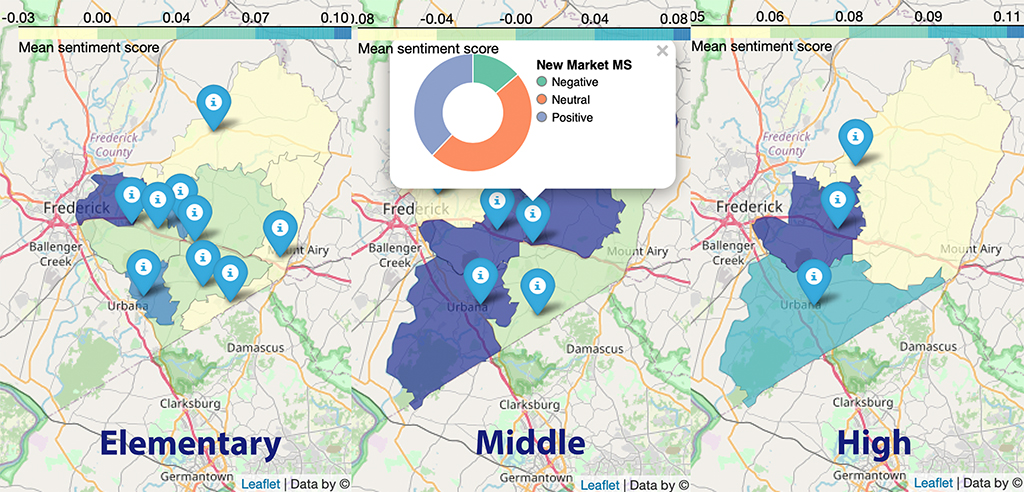 -0.03 0.00 0.04 0.07 0.10
Mean sentiment score
Frederick
County
Frederick
Ballenger
Creek
Mount Airy
Urbana
Damascus
Clarksburg
Elementary
Germantown
Leaflet | Data by ©
.08 -0.04 -0.00 0.04 0.08
Mean sentiment score
×
New Market MS
Negative
Neutral
Positive
Frederick
Ballenger
Creek
Mount Airy
Urbana
Damascus
Clarksburg
Middle
Germantown
Leaflet | Data by ©
05 0.06 0.08 0.09 0.11
Mean sentiment score
Frederick
County
Frederick
Ballenger
Creek
Mount Airy
Urbana
Damascus
Clarksburg
High
Germantown
Leaflet | Data by ©